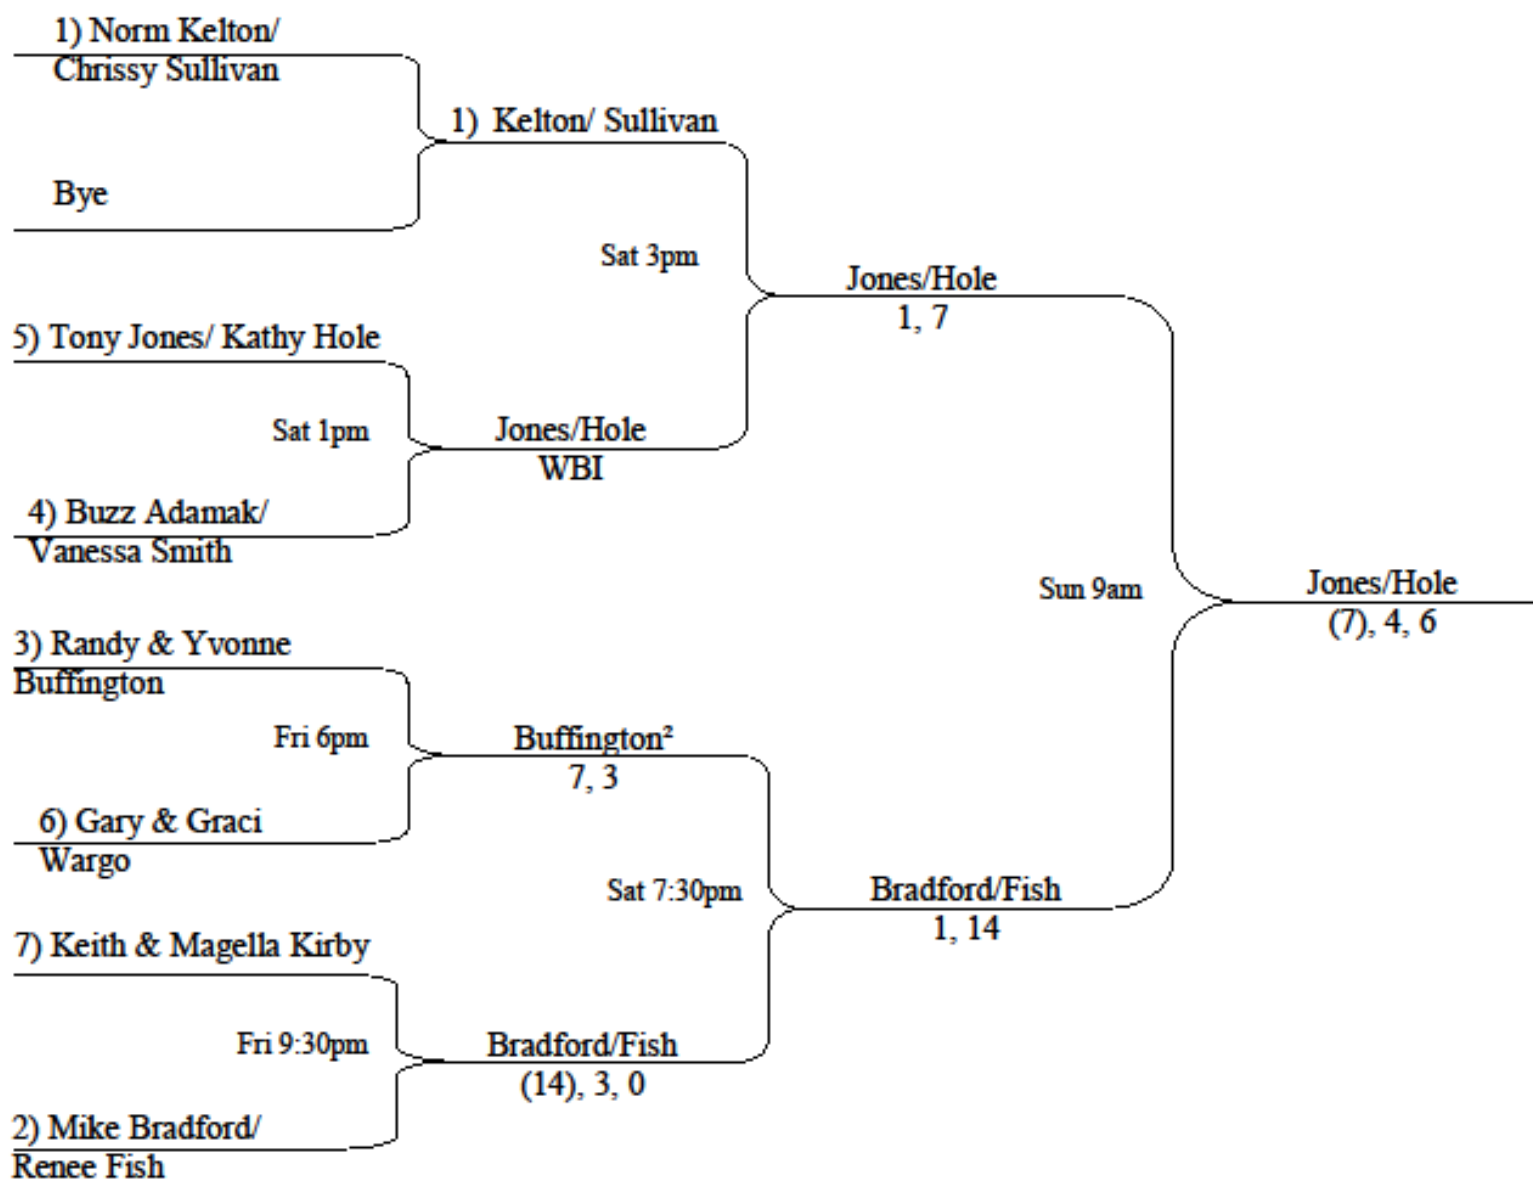 1) Norm Kelton/
Chrissy Sullivan
1)  Kelton/ Sullivan
Bye
Sat 3pm
Jones/Hole
1, 7
5) Tony Jones/ Kathy Hole
Sat 1pm
Jones/Hole
WBI
4) Buzz Adamak/
Vanessa Smith
Sun 9am
Jones/Hole
(7), 4, 6
3) Randy & Yvonne
Buffington
Fri 6pm
Buffington²
7, 3
6) Gary & Graci
Wargo
Sat 7:30pm
Bradford/Fish
1, 14
7) Keith & Magella Kirby
Fri 9:30pm
Bradford/Fish
(14), 3, 0
2) Mike Bradford/
Renee Fish